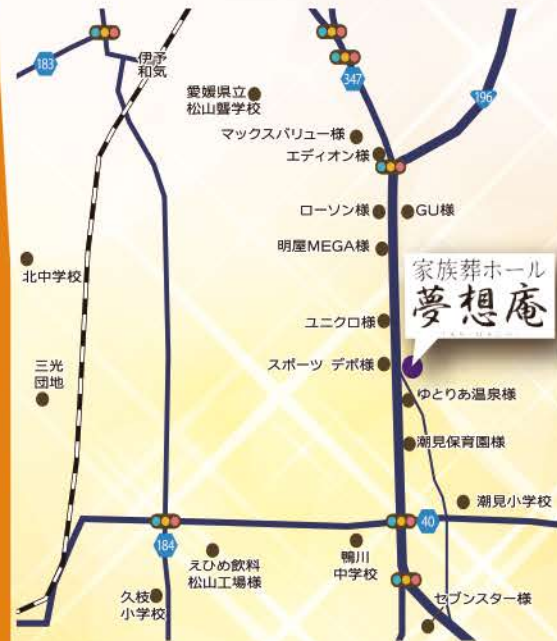 183
伊予
和気
347
愛媛県立
松山聾学校
196
マックスバリュー様
エディオン様
ローソン様
GU様
明屋MEGA様
北中学校
家族葬ホール
夢想庵
ユニクロ様
三光
団地
スポーツ デポ様
ゆとりあ温泉様
潮見保育園様
潮見小学校
40
184
えひめ飲料
松山工場様
鴨川
中学校
久枝
小学校
セブンスター様